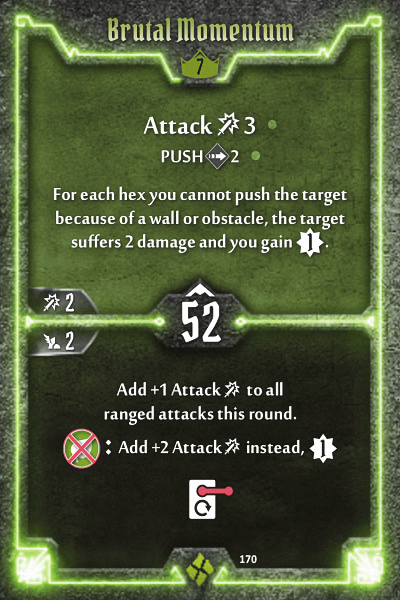 Brutal Momentum
7
Attack 3
PUSH 2
For each hex you cannot push the target
because of a wall or obstacle, the target
suffers 2 damage and you gain 1.
2
52
2
Add +1 Attack to all
ranged attacks this round.
: Add +2 Attack instead, 1
170